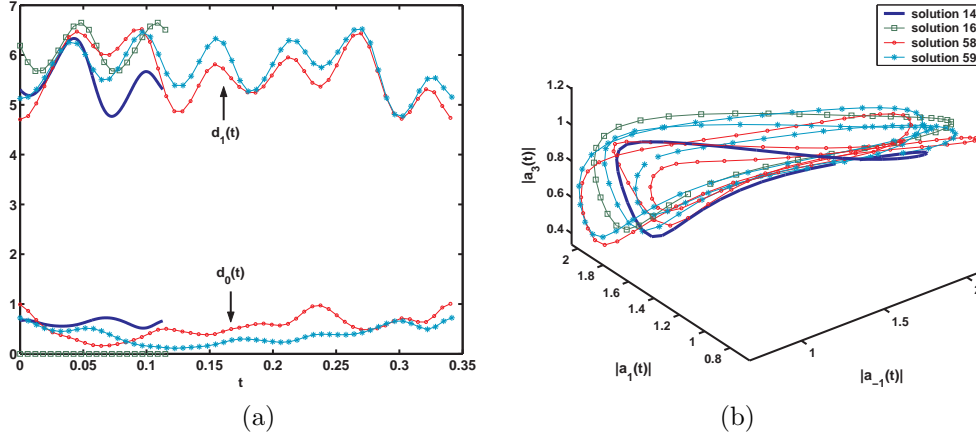 7
6
5
4
3
2
1
0
0
0.05
0.1
0.15
0.2
0.25
0.3
0.35
t
d₁(t)
d₀(t)
(a)
solution 14
solution 16
solution 58
solution 59
1.2
1
0.8
0.6
0.4
|a₃(t)|
2
1.8
1.6
1.4
1.2
1
0.8
|a₁(t)|
1
1.5
2
|a₋₁(t)|
(b)